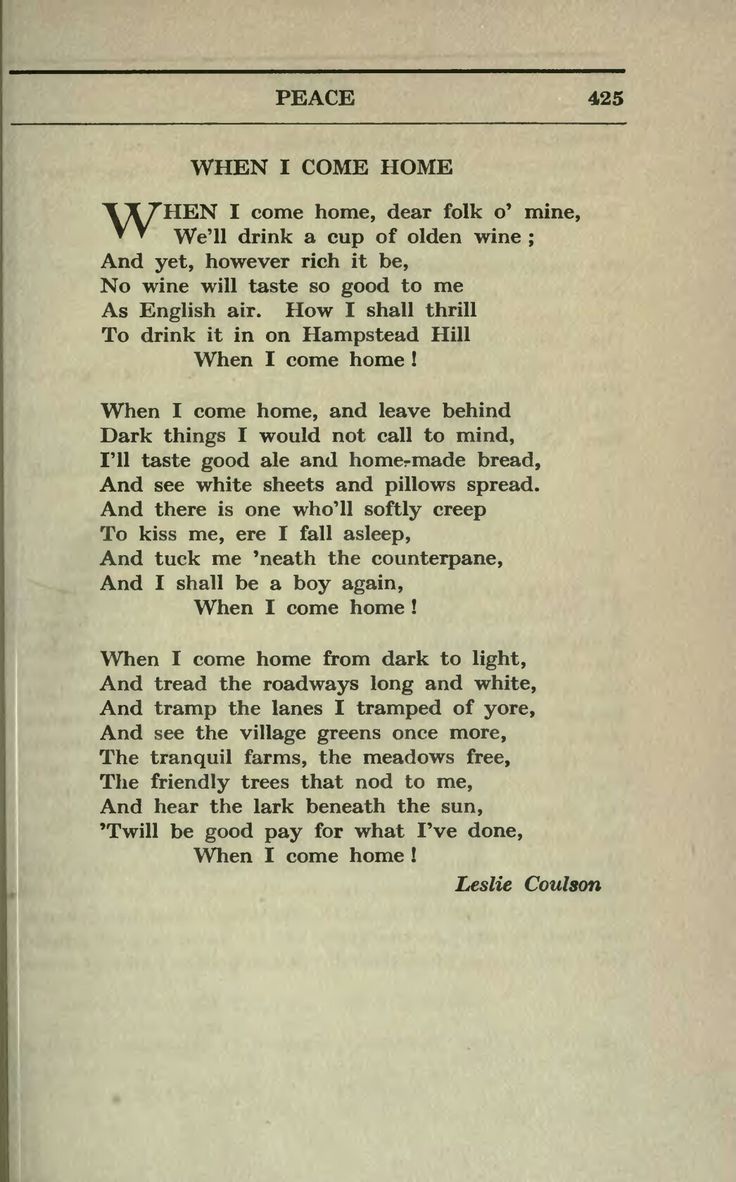 PEACE 425
WHEN I COME HOME
WHEN I come home, dear folk o' mine,
We'll drink a cup of olden wine ;
And yet, however rich it be,
No wine will taste so good to me
As English air. How I shall thrill
To drink it in on Hampstead Hill
When I come home !
When I come home, and leave behind
Dark things I would not call to mind,
I'll taste good ale and home-made bread,
And see white sheets and pillows spread.
And there is one who'll softly creep
To kiss me, ere I fall asleep,
And tuck me 'neath the counterpane,
And I shall be a boy again,
When I come home !
When I come home from dark to light,
And tread the roadways long and white,
And tramp the lanes I tramped of yore,
And see the village greens once more,
The tranquil farms, the meadows free,
The friendly trees that nod to me,
And hear the lark beneath the sun,
'Twill be good pay for what I've done,
When I come home !
Leslie Coulson